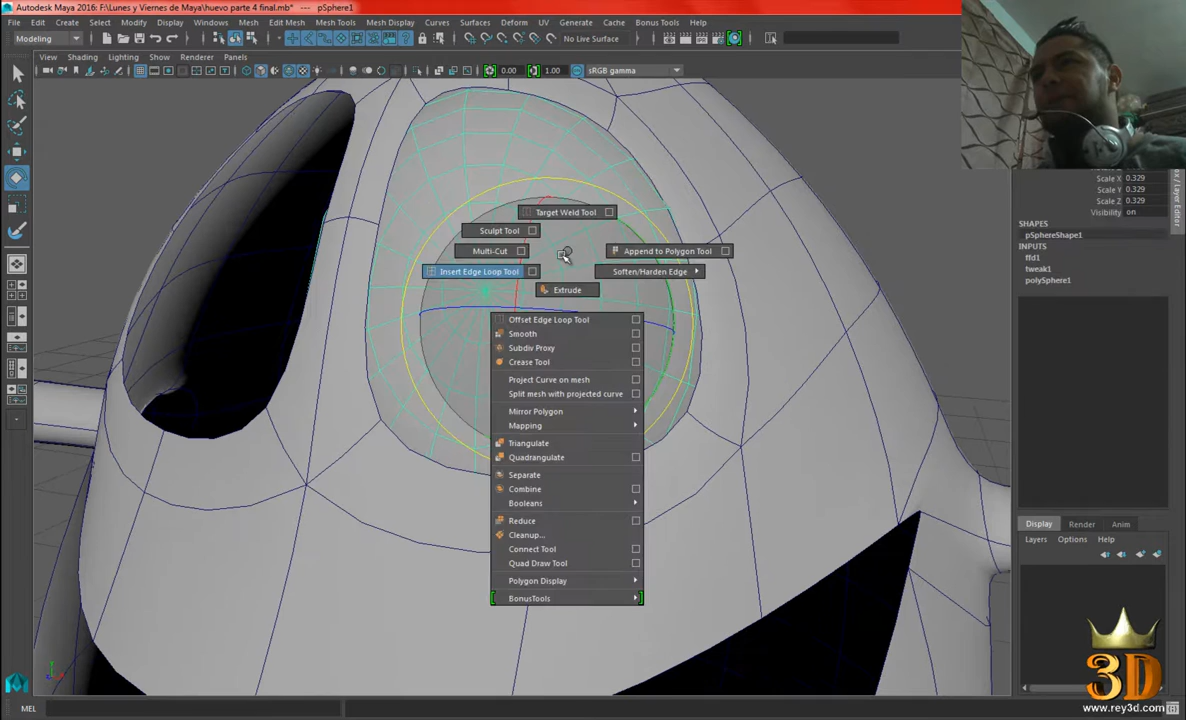 Autodesk Maya 2016: F:\Lunes y Viernes de Maya\huevo parte 4 final.mb* --- pSphere1
File Edit Create Select Modify Display Windows Mesh Edit Mesh Mesh Tools Mesh Display Curves Surfaces Deform UV Generate Cache Bonus Tools Help
Modeling No Live Surface
View Shading Lighting Show Renderer Panels
0.00 1.00 sRGB gamma
Scale X 0.329
Scale Y 0.329
Scale Z 0.329
Visibility on
SHAPES
pSphereShape1
INPUTS
ffd1
tweak1
polySphere1
Target Weld Tool
Sculpt Tool
Multi-Cut Append to Polygon Tool
Insert Edge Loop Tool Soften/Harden Edge
Extrude
Offset Edge Loop Tool
Smooth
Subdiv Proxy
Crease Tool
Project Curve on mesh
Split mesh with projected curve
Mirror Polygon
Mapping
Triangulate
Quadrangulate
Separate
Combine
Booleans
Reduce
Cleanup...
Connect Tool
Quad Draw Tool
Polygon Display
BonusTools
Display Render Anim
Layers Options Help
3D
www.rey3d.com
MEL